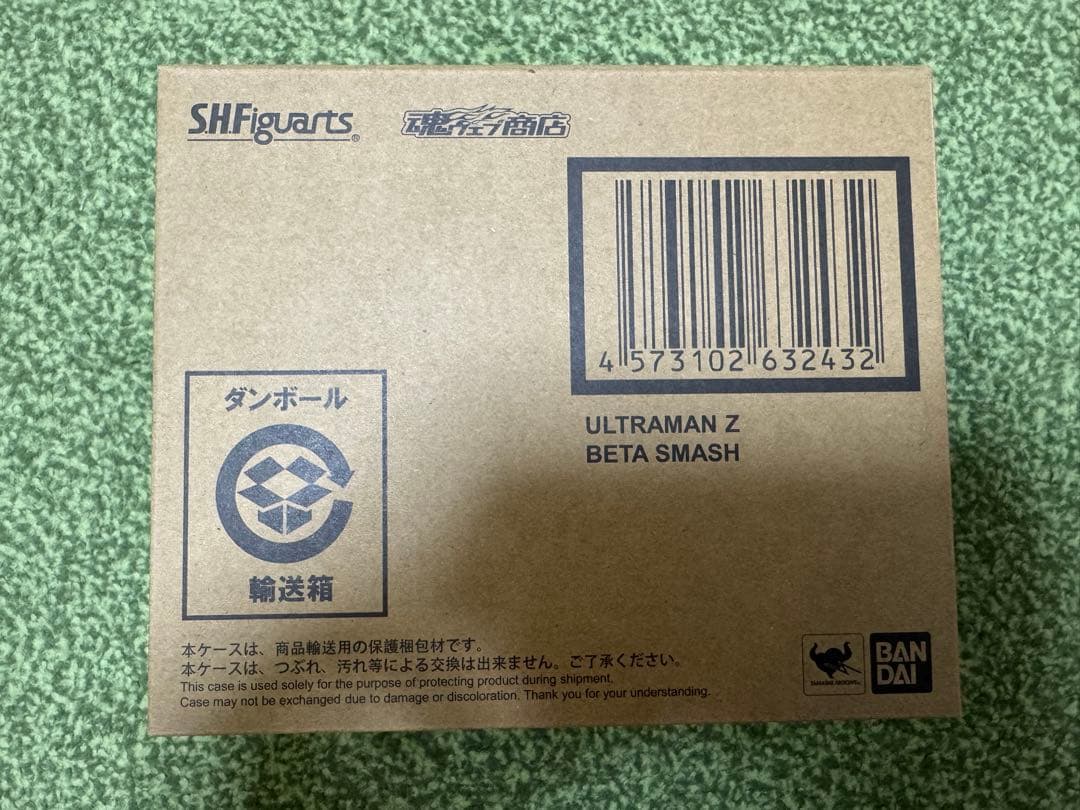 S.H.Figuarts®
魂ウェブ商店
4 573102 632432
ULTRAMAN Z
BETA SMASH
ダンボール
輸送箱
本ケースは、商品輸送用の保護梱包材です。
本ケースは、つぶれ、汚れ等による交換は出来ません。ご了承ください。
This case is used solely for the purpose of protecting product during shipment.
Case may not be exchanged due to damage or discoloration. Thank you for your understanding.
TAMASHII NATIONS
BAN
DAI